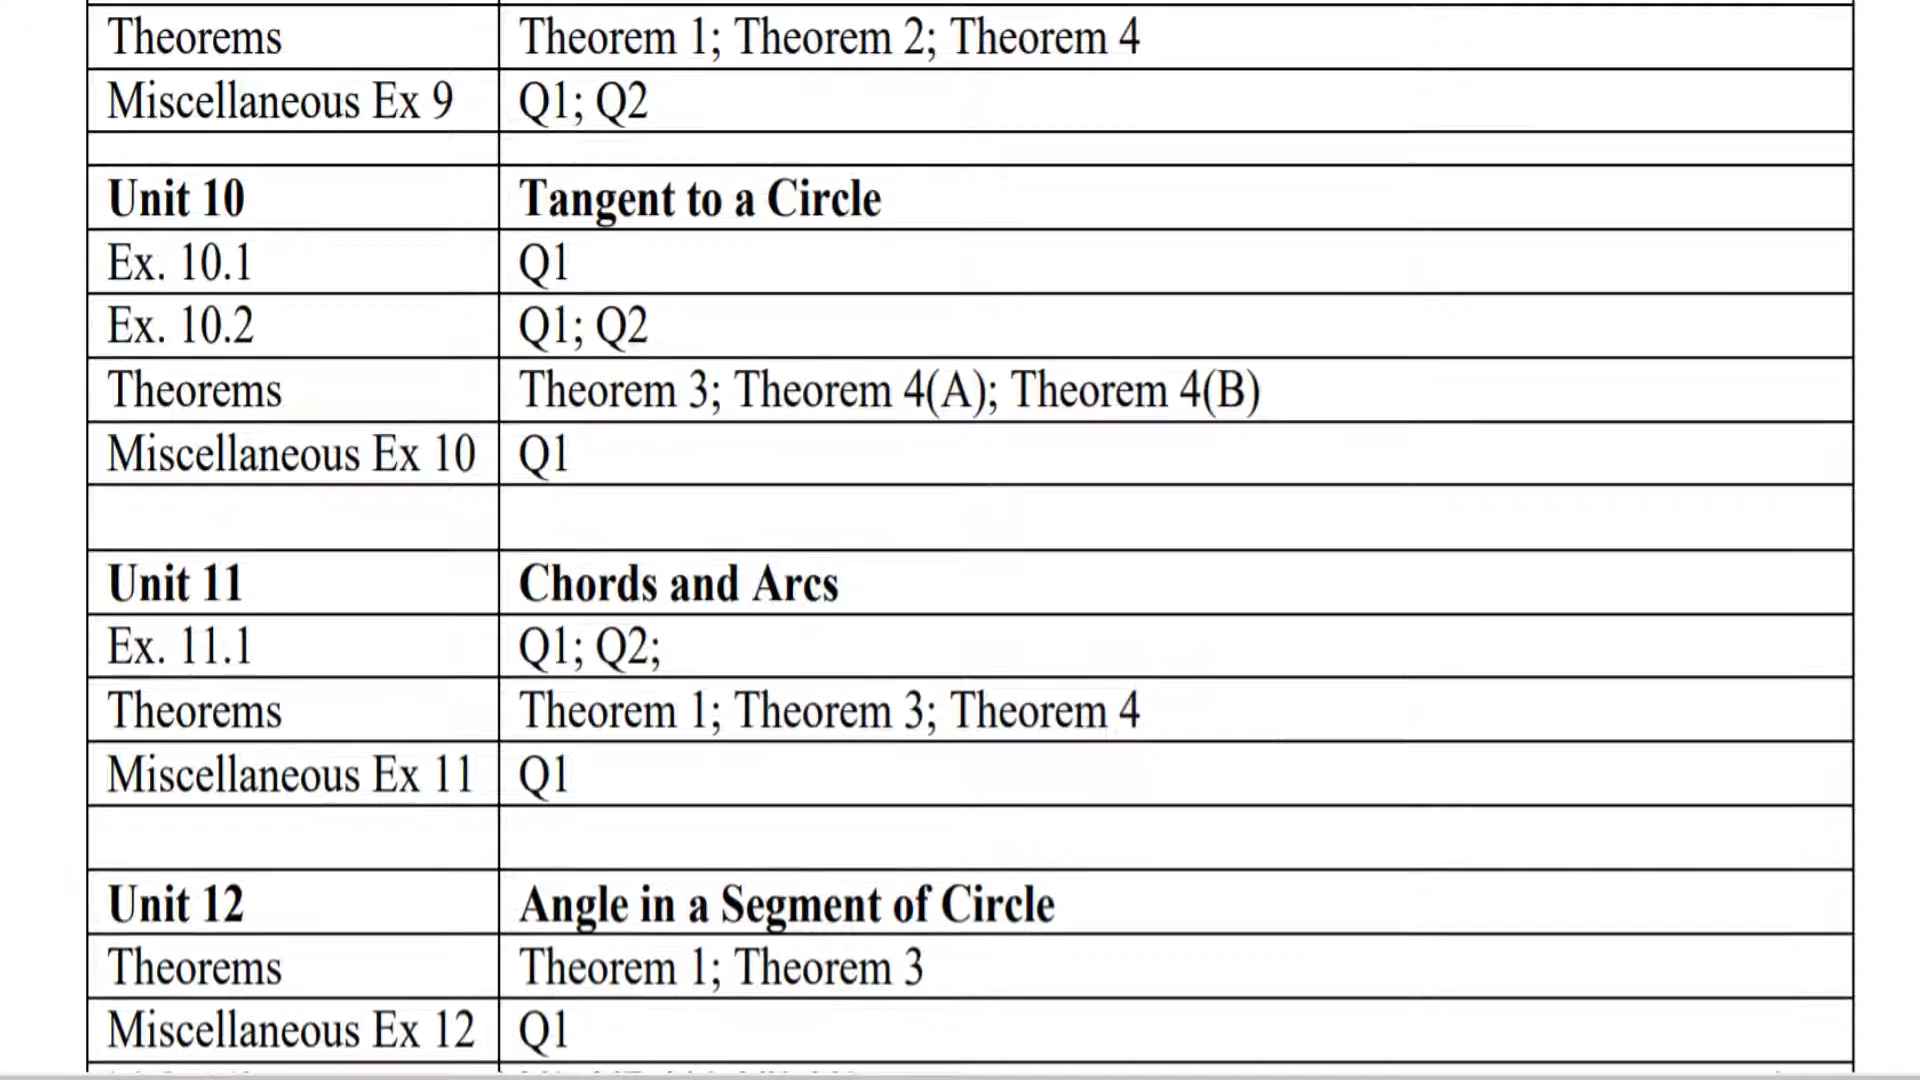 Theorems Theorem 1; Theorem 2; Theorem 4
Miscellaneous Ex 9 Q1; Q2
Unit 10 Tangent to a Circle
Ex. 10.1 Q1
Ex. 10.2 Q1; Q2
Theorems Theorem 3; Theorem 4(A); Theorem 4(B)
Miscellaneous Ex 10 Q1
Unit 11 Chords and Arcs
Ex. 11.1 Q1; Q2;
Theorems Theorem 1; Theorem 3; Theorem 4
Miscellaneous Ex 11 Q1
Unit 12 Angle in a Segment of Circle
Theorems Theorem 1; Theorem 3
Miscellaneous Ex 12 Q1